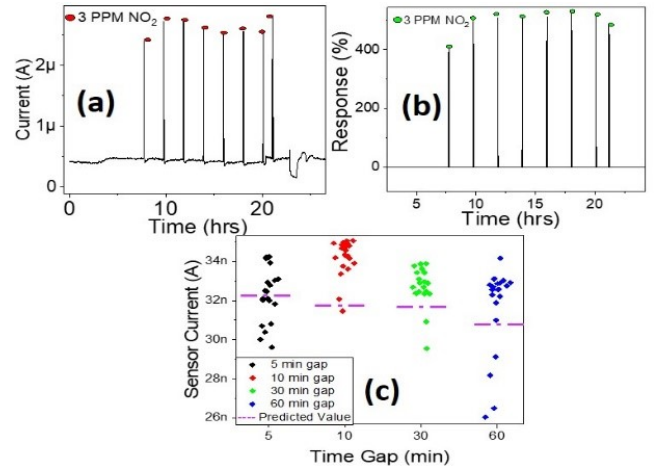 3 PPM NO2
(a)
Current (A)
2µ
1µ
0
0 10 20
Time (hrs)
3 PPM NO2
(b)
Response (%)
500
250
0
5 10 15 20
Time (hrs)
Sensor Current (A)
34n
32n
30n
28n
26n
5 min gap
10 min gap
30 min gap
60 min gap
Predicted Value
(c)
5 10 30 60
Time Gap (min)